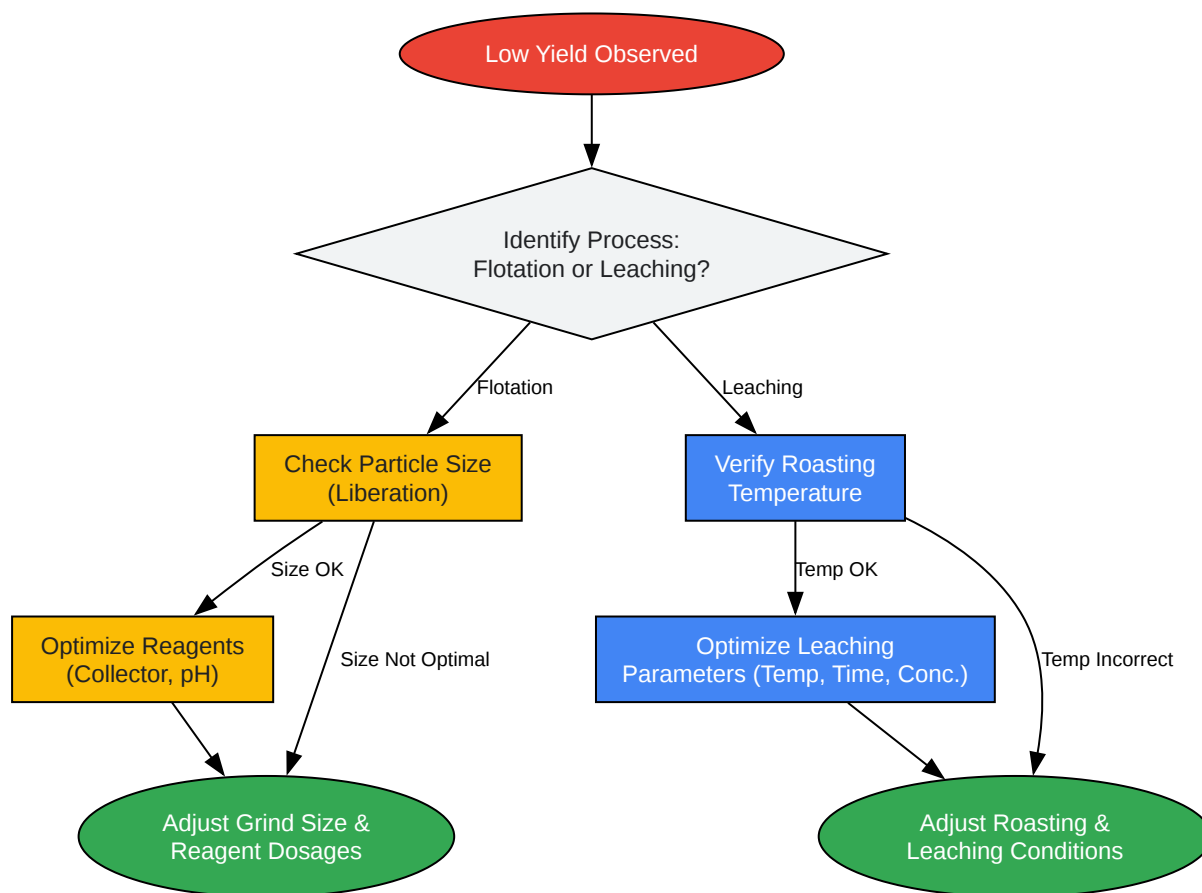 Low Yield Observed
Identify Process:
Flotation or Leaching?
Flotation
Leaching
Check Particle Size
(Liberation)
Verify Roasting
Temperature
Size OK
Temp OK
Optimize Reagents
(Collector, pH)
Size Not Optimal
Optimize Leaching
Parameters (Temp, Time, Conc.)
Temp Incorrect
Adjust Grind Size &
Reagent Dosages
Adjust Roasting &
Leaching Conditions